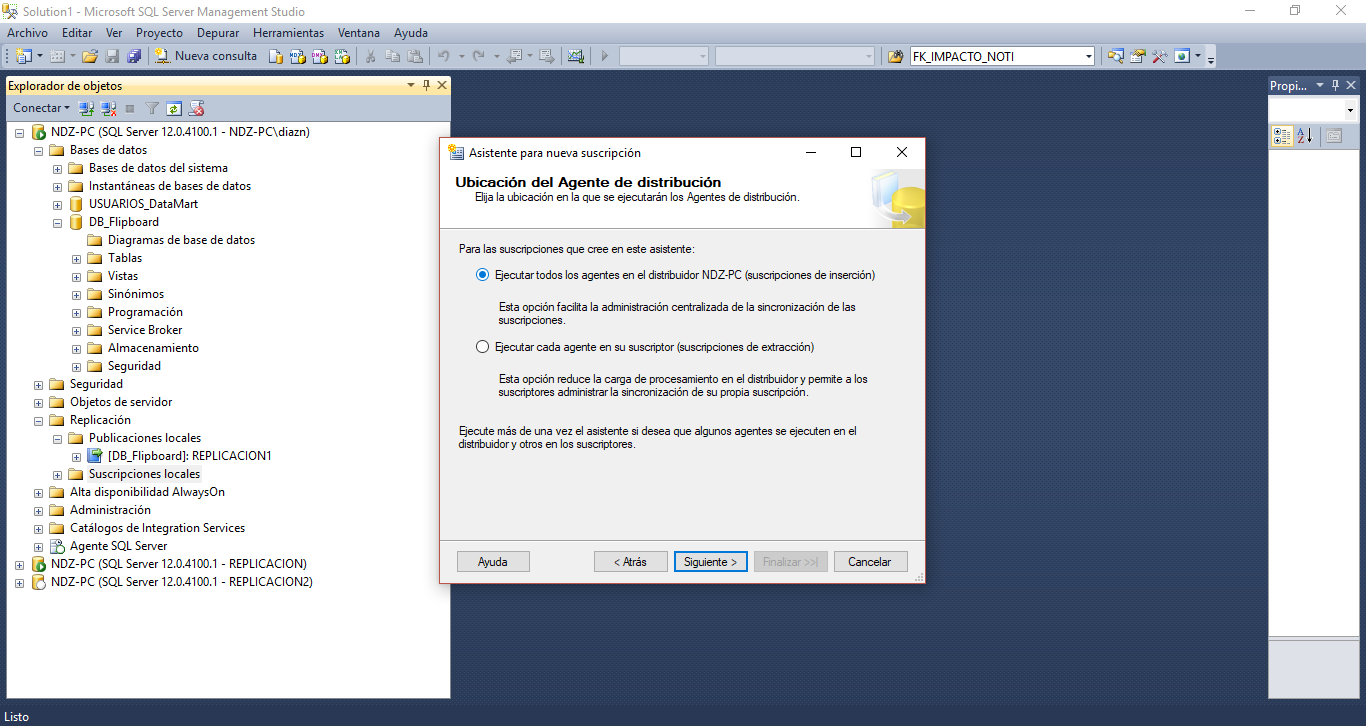 Solution1 - Microsoft SQL Server Management Studio
Archivo Editar Ver Proyecto Depurar Herramientas Ventana Ayuda
Nueva consulta
FK_IMPACTO_NOTI
Explorador de objetos
Conectar
NDZ-PC (SQL Server 12.0.4100.1 - NDZ-PC\diazn)
Bases de datos
Bases de datos del sistema
Instantáneas de bases de datos
USUARIOS_DataMart
DB_Flipboard
Diagramas de base de datos
Tablas
Vistas
Sinónimos
Programación
Service Broker
Almacenamiento
Seguridad
Seguridad
Objetos de servidor
Replicación
Publicaciones locales
[DB_Flipboard]: REPLICACION1
Suscripciones locales
Alta disponibilidad AlwaysOn
Administración
Catálogos de Integration Services
Agente SQL Server
NDZ-PC (SQL Server 12.0.4100.1 - REPLICACION)
NDZ-PC (SQL Server 12.0.4100.1 - REPLICACION2)
Asistente para nueva suscripción
Ubicación del Agente de distribución
Elija la ubicación en la que se ejecutarán los Agentes de distribución.
Para las suscripciones que cree en este asistente:
Ejecutar todos los agentes en el distribuidor NDZ-PC (suscripciones de inserción)
Esta opción facilita la administración centralizada de la sincronización de las
suscripciones.
Ejecutar cada agente en su suscriptor (suscripciones de extracción)
Esta opción reduce la carga de procesamiento en el distribuidor y permite a los
suscriptores administrar la sincronización de su propia suscripción.
Ejecute más de una vez el asistente si desea que algunos agentes se ejecuten en el
distribuidor y otros en los suscriptores.
Ayuda < Atrás Siguiente > Finalizar >>| Cancelar
Propi...
Listo